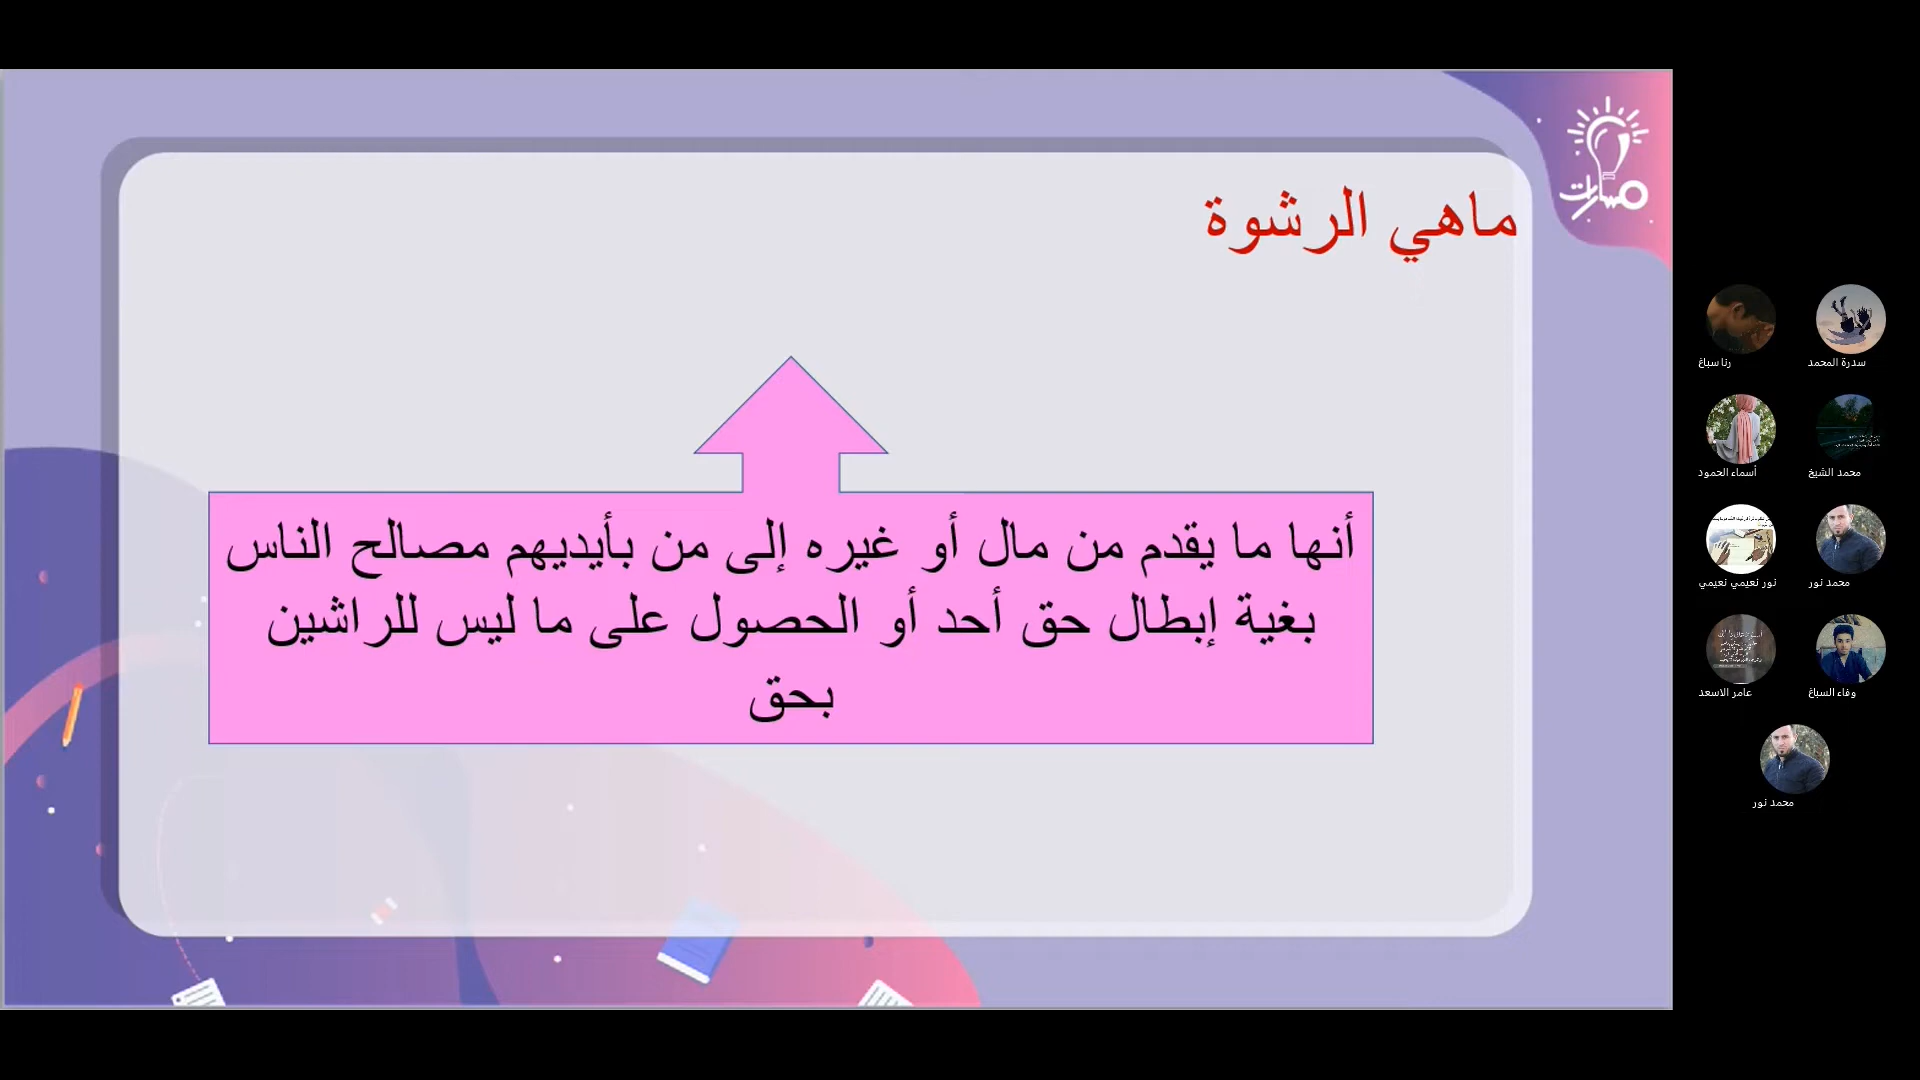 مسارات
ماهي الرشوة
أنها ما يقدم من مال أو غيره إلى من بأيديهم مصالح الناس
بغية إبطال حق أحد أو الحصول على ما ليس للراشين
بحق
سدرة المحمد
رنا سباغ
محمد الشيخ
أسماء الحمود
محمد نور
نور نعيمي نعيمي
وفاء السباغ
عامر الاسعد
محمد نور